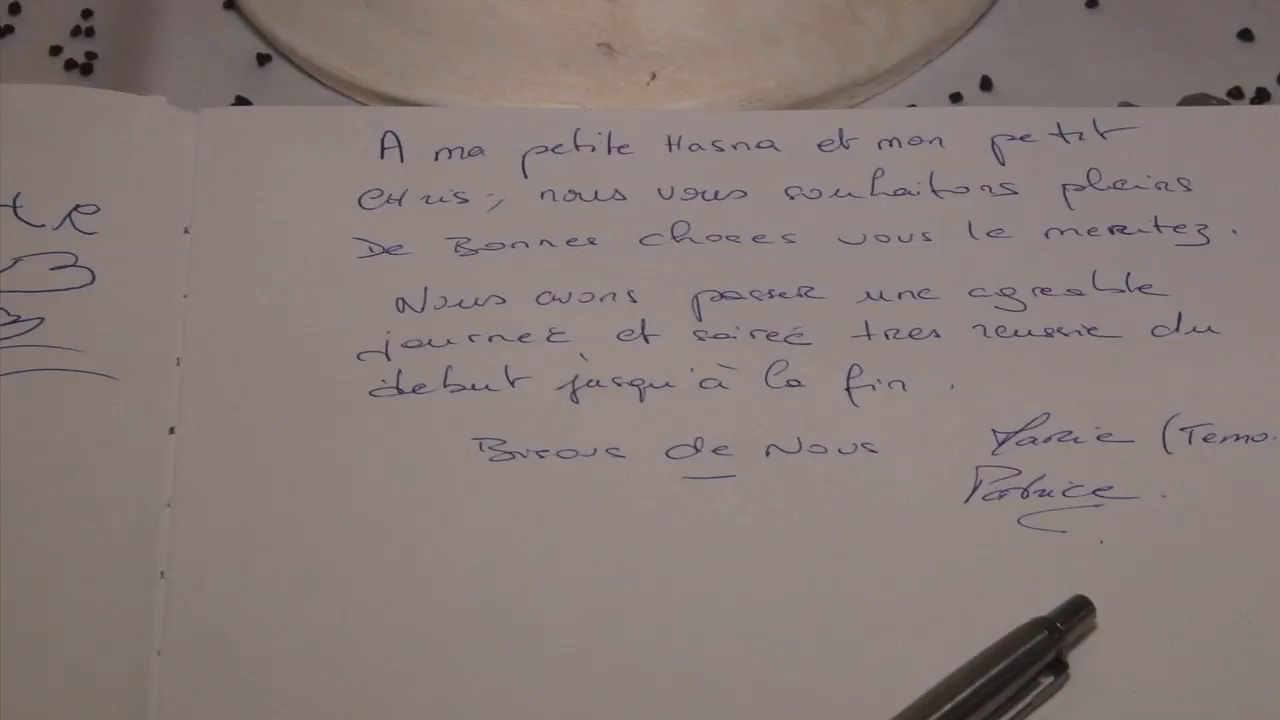 te
A ma petite Hasna et mon petit
chris, nous vous souhaitons pleins
De Bonnes choses vous le meritez.
Nous avons passer une agreable
journeé et soireé tres reussie du
debut jusqu'à la fin.
Bisous de Nous Marie (Temo
Patrice.